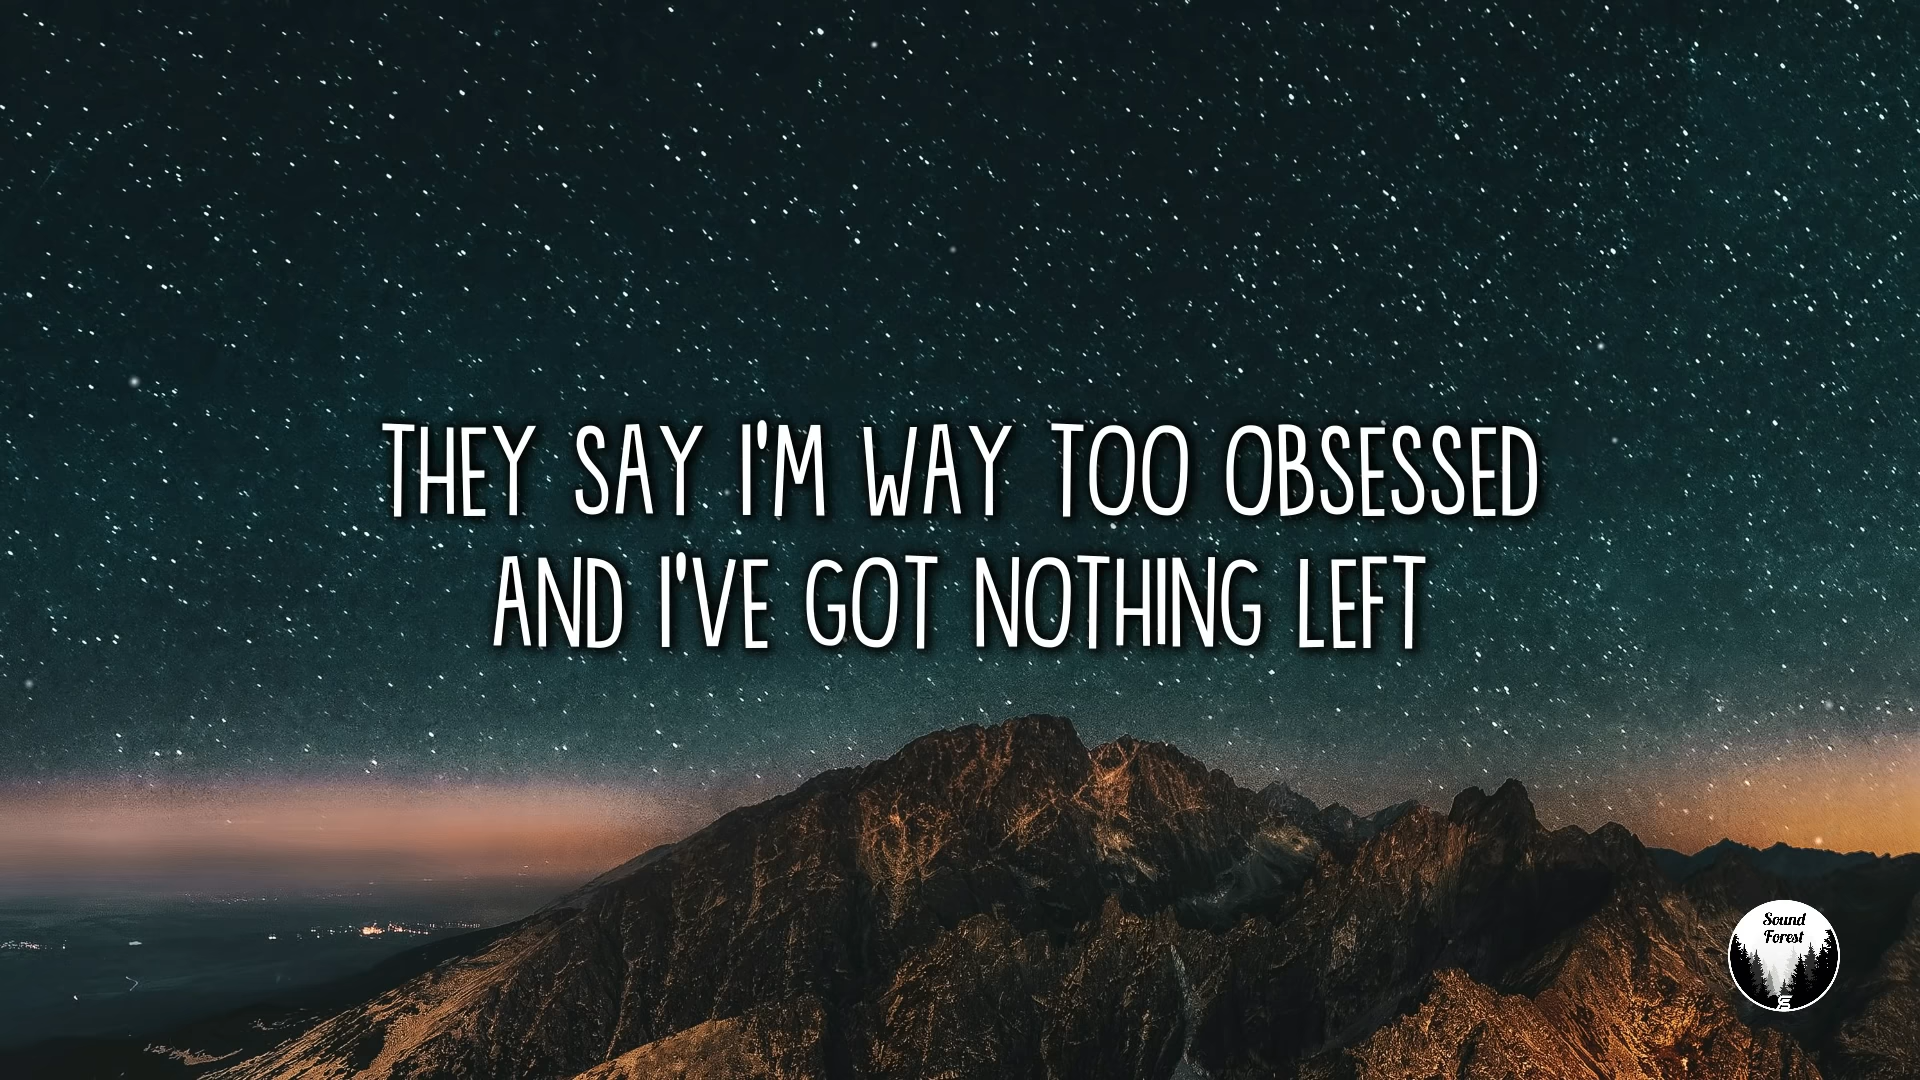 THEY SAY I'M WAY TOO OBSESSED
AND I'VE GOT NOTHING LEFT
Sound
Forest